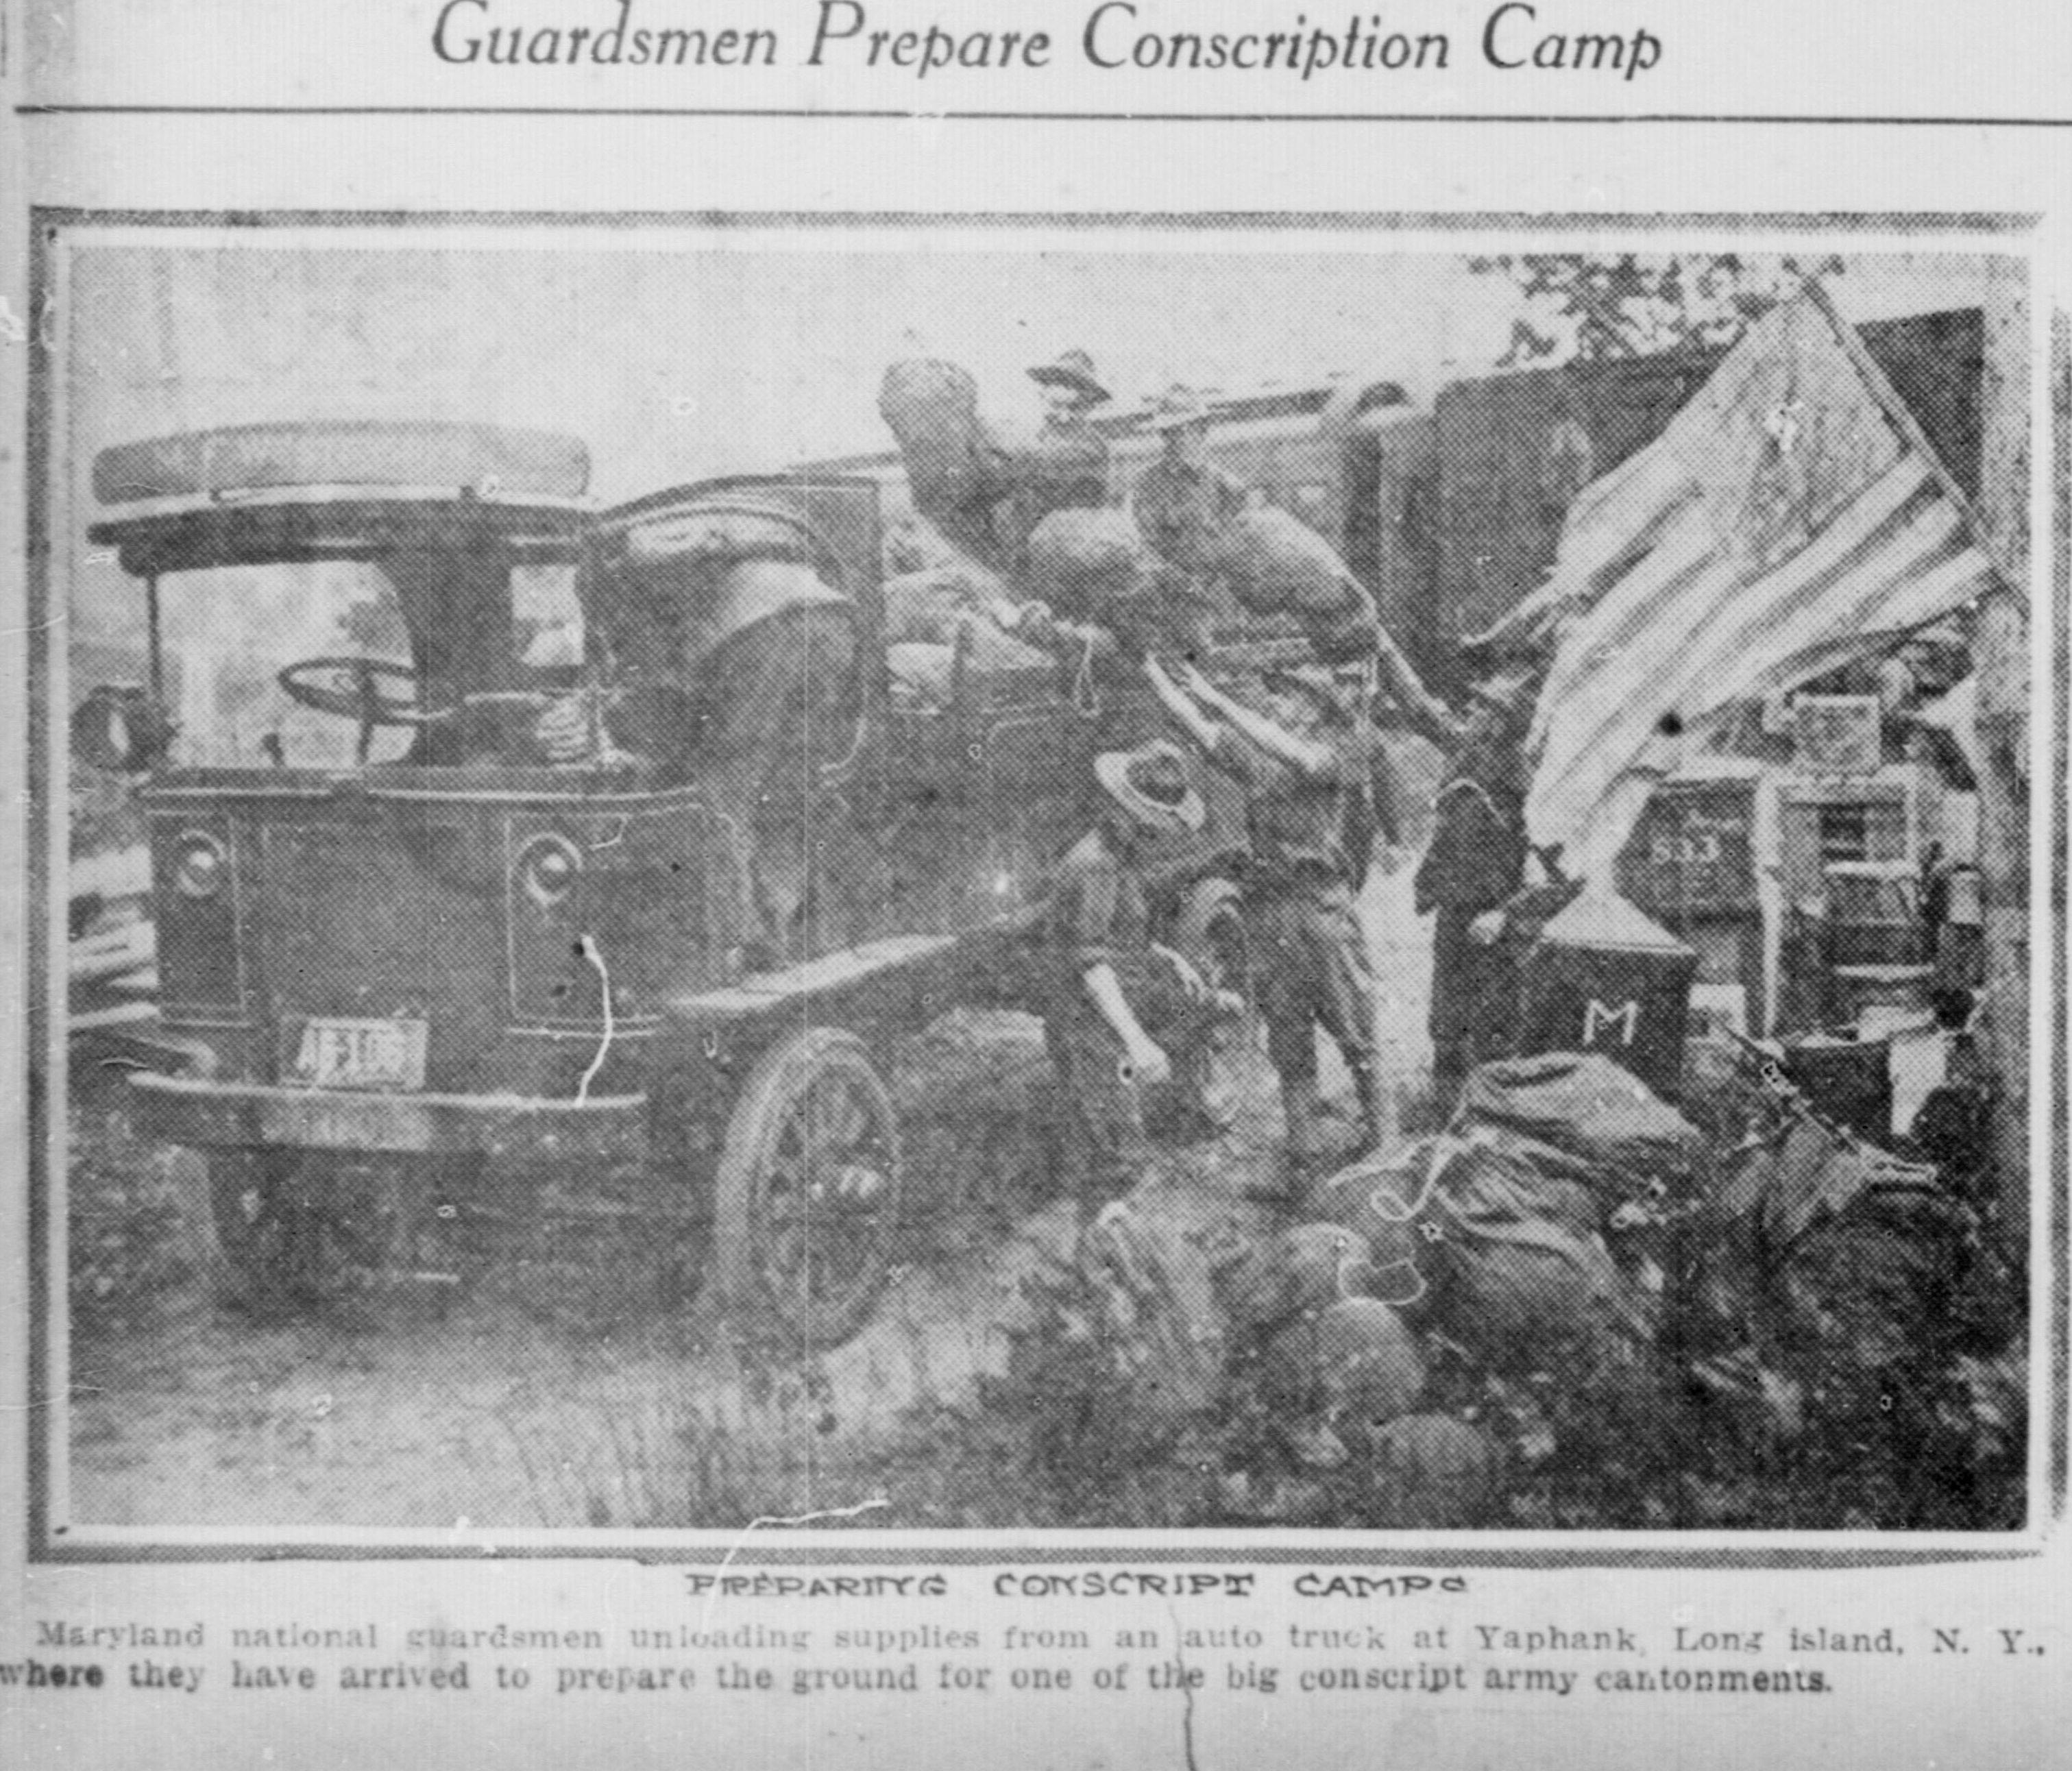 Guardsmen Prepare Conscription Camp
833
M
PREPARING CONSCRIPT CAMPS
Maryland national guardsmen unloading supplies from an auto truck at Yaphank, Long island, N. Y.,
where they have arrived to prepare the ground for one of the big conscript army cantonments.